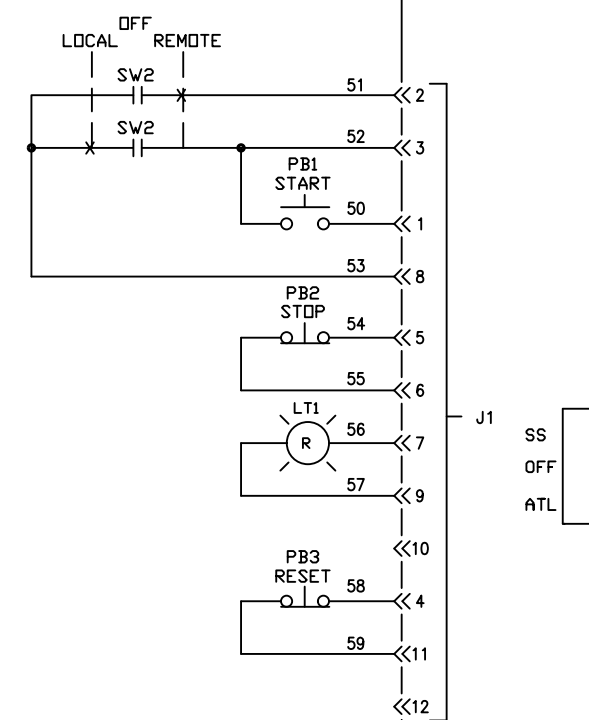 OFF
LOCAL REMOTE
SW2
51
2
SW2
52
3
PB1
START
50
1
53
8
PB2
STOP
54
5
55
6
LT1
R
56
7
J1
SS
OFF
57
9
ATL
10
PB3
RESET
58
4
59
11
12